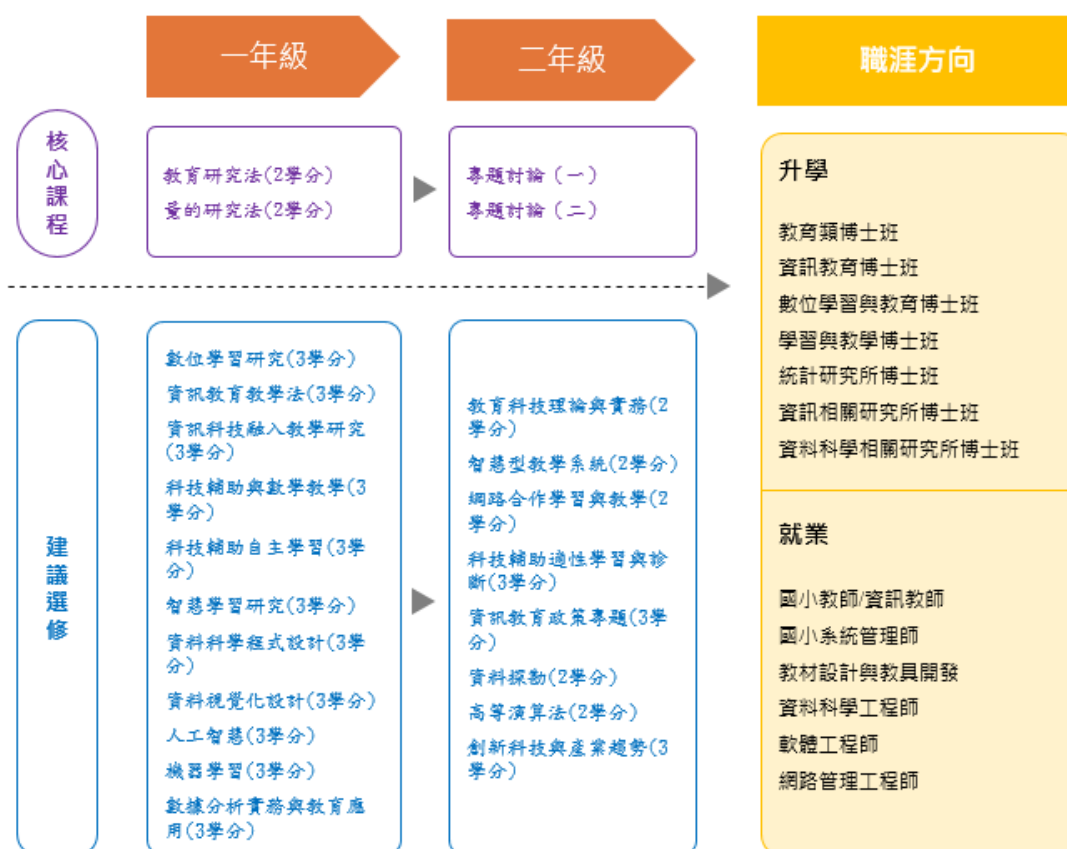 一年級
二年級
職涯方向
核心課程
教育研究法(2學分)
量的研究法(2學分)
專題討論（一）
專題討論（二）
升學
教育類博士班
資訊教育博士班
數位學習與教育博士班
學習與教學博士班
統計研究所博士班
資訊相關研究所博士班
資料科學相關研究所博士班
建議選修
數位學習研究(3學分)
資訊教育教學法(3學分)
資訊科技融入教學研究
(3學分)
科技輔助與數學教學(3
學分)
科技輔助自主學習(3學
分)
智慧學習研究(3學分)
資料科學程式設計(3學
分)
資料視覺化設計(3學分)
人工智慧(3學分)
機器學習(3學分)
數據分析實務與教育應
用(3學分)
教育科技理論與實務(2
學分)
智慧型教學系統(2學分)
網路合作學習與教學(2
學分)
科技輔助適性學習與診
斷(3學分)
資訊教育政策專題(3學
分)
資料探勘(2學分)
高等演算法(2學分)
創新科技與產業趨勢(3
學分)
就業
國小教師/資訊教師
國小系統管理師
教材設計與教具開發
資料科學工程師
軟體工程師
網路管理工程師